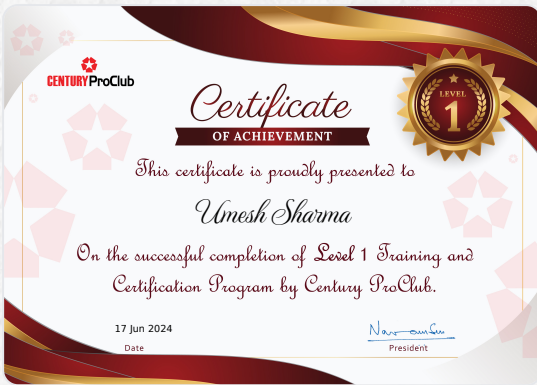 CENTURY ProClub
Certificate
OF ACHIEVEMENT
LEVEL
1
This certificate is proudly presented to
Umesh Sharma
On the successful completion of Level 1 Training and
Certification Program by Century ProClub.
17 Jun 2024
Date
President